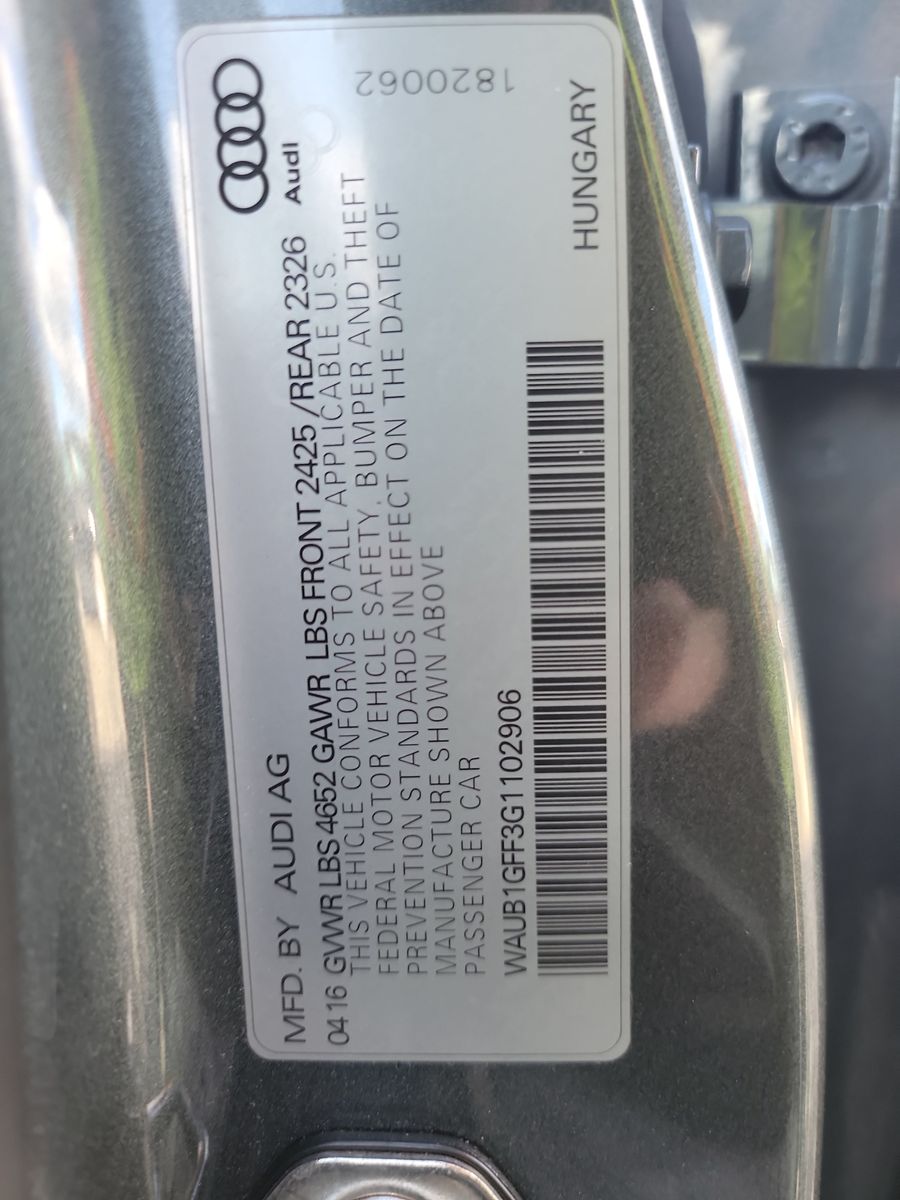 MFD. BY AUDI AG
Audi
04 16 GVWR LBS 4652 GAWR LBS FRONT 2425 /REAR 2326
THIS VEHICLE CONFORMS TO ALL APPLICABLE U.S.
FEDERAL MOTOR VEHICLE SAFETY, BUMPER AND THEFT
PREVENTION STANDARDS IN EFFECT ON THE DATE OF
MANUFACTURE SHOWN ABOVE
PASSENGER CAR
WAUB1GFF3G1102906
HUNGARY
1820062